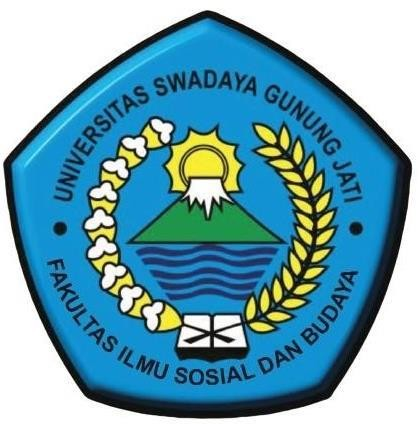 UNIVERSITAS SWADAYA GUNUNG JATI
FAKULTAS ILMU SOSIAL DAN BUDAYA